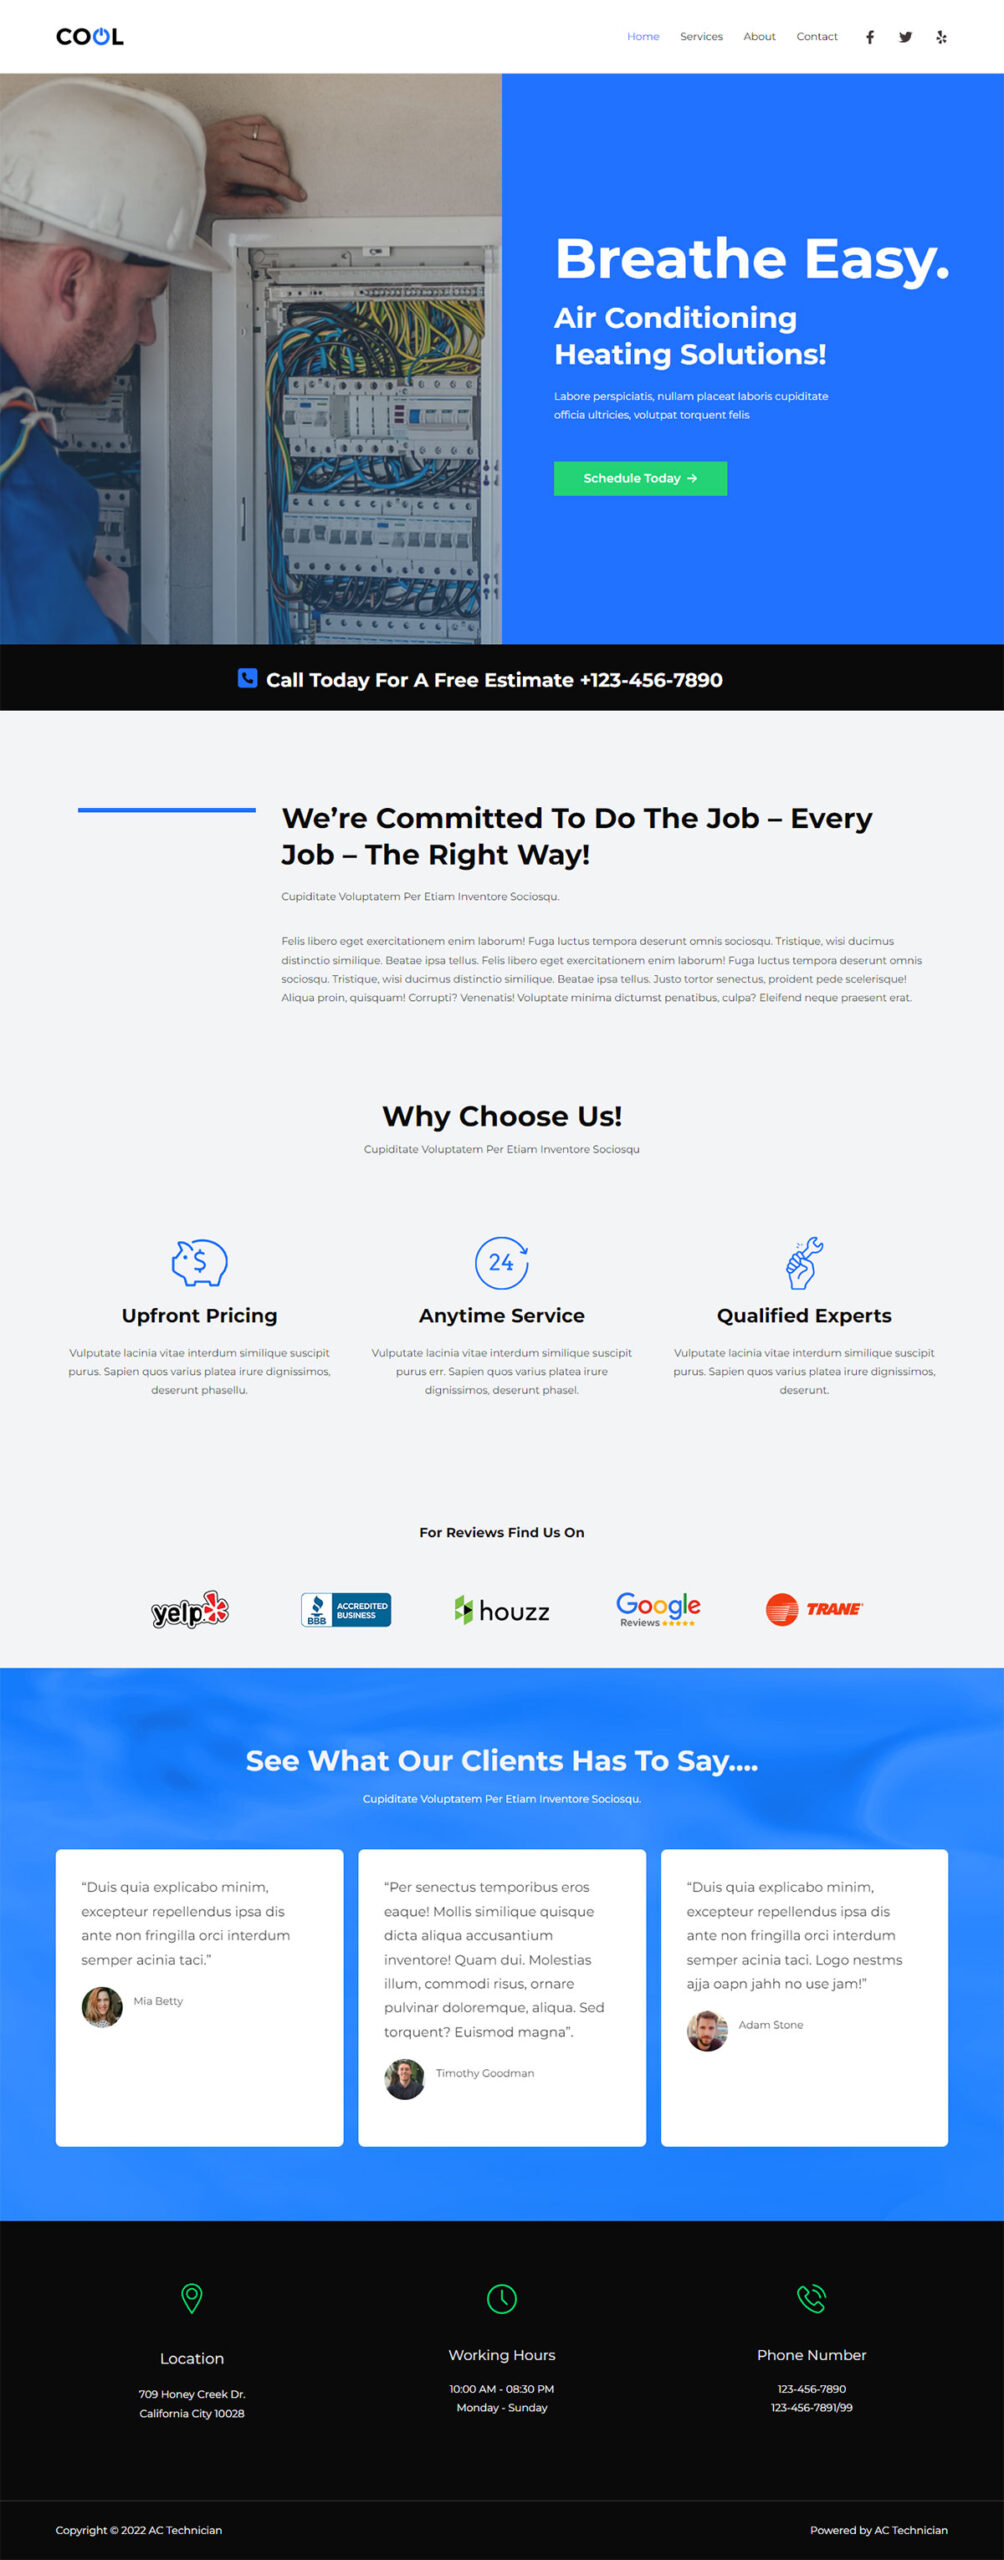 COOL
Home Services About Contact
Breathe Easy.
Air Conditioning
Heating Solutions!
Labore perspiciatis, nullam placeat laboris cupiditate
officia ultricies, volutpat torquent felis
Schedule Today →
Call Today For A Free Estimate +123-456-7890
We’re Committed To Do The Job – Every
Job – The Right Way!
Cupiditate Voluptatem Per Etiam Inventore Sociosqu.
Felis libero eget exercitationem enim laborum! Fuga luctus tempora deserunt omnis sociosqu. Tristique, wisi ducimus
distinctio similique. Beatae ipsa tellus. Felis libero eget exercitationem enim laborum! Fuga luctus tempora deserunt omnis
sociosqu. Tristique, wisi ducimus distinctio similique. Beatae ipsa tellus. Justo tortor senectus, proident pede scelerisque!
Aliqua proin, quisquam! Corrupti? Venenatis! Voluptate minima dictumst penatibus, culpa? Eleifend neque praesent erat.
Why Choose Us!
Cupiditate Voluptatem Per Etiam Inventore Sociosqu
$
Upfront Pricing
Vulputate lacinia vitae interdum similique suscipit
purus. Sapien quos varius platea irure dignissimos,
deserunt phasellu.
24
Anytime Service
Vulputate lacinia vitae interdum similique suscipit
purus err. Sapien quos varius platea irure
dignissimos, deserunt phasel.
Qualified Experts
Vulputate lacinia vitae interdum similique suscipit
purus. Sapien quos varius platea irure dignissimos,
deserunt.
For Reviews Find Us On
yelp
BBB
ACCREDITED
BUSINESS
houzz
Google
Reviews
TRANE
See What Our Clients Has To Say....
Cupiditate Voluptatem Per Etiam Inventore Sociosqu.
“Duis quia explicabo minim,
excepteur repellendus ipsa dis
ante non fringilla orci interdum
semper acinia taci.”
Mia Betty
“Per senectus temporibus eros
eaque! Mollis similique quisque
dicta aliqua accusantium
inventore! Quam dui. Molestias
illum, commodi risus, ornare
pulvinar doloremque, aliqua. Sed
torquent? Euismod magna”.
Timothy Goodman
“Duis quia explicabo minim,
excepteur repellendus ipsa dis
ante non fringilla orci interdum
semper acinia taci. Logo nestms
ajja oapn jahh no use jam!”
Adam Stone
Location
709 Honey Creek Dr.
California City 10028
Working Hours
10:00 AM - 08:30 PM
Monday - Sunday
Phone Number
123-456-7890
123-456-7891/99
Copyright © 2022 AC Technician
Powered by AC Technician